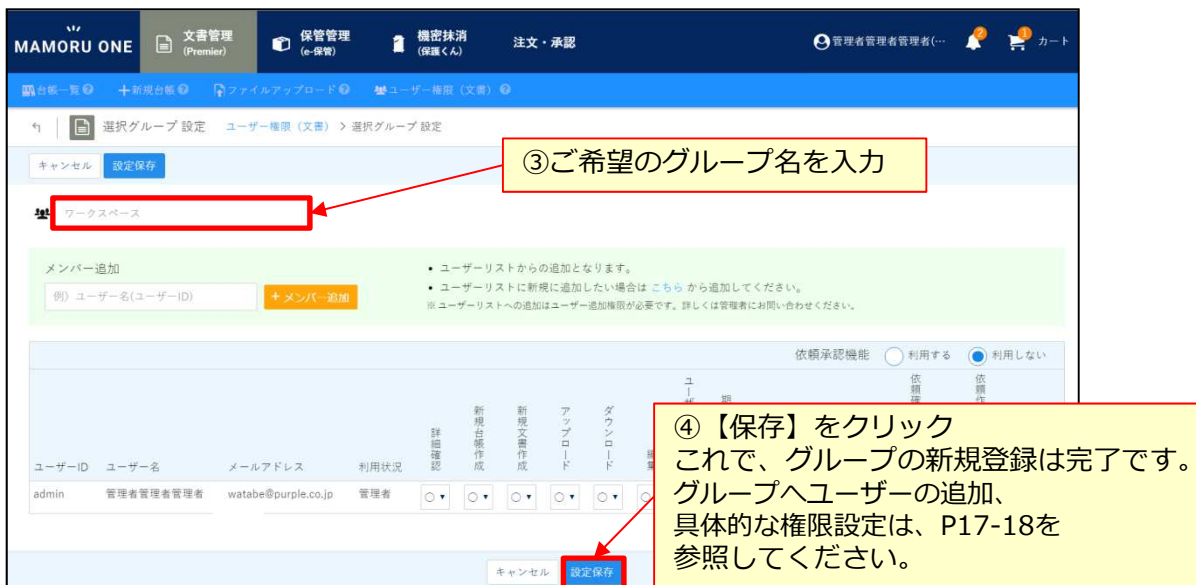 MAMORU ONE
文書管理
(Premier)
保管管理
(e-保管)
機密抹消
(保護くん)
注文・承認
管理者管理者管理者(…
2
1
カート
台帳一覧
新規台帳
ファイルアップロード
ユーザー権限（文書）
選択グループ 設定 ユーザー権限（文書） > 選択グループ 設定
キャンセル 設定保存
③ご希望のグループ名を入力
ワークスペース
メンバー追加
例）ユーザー名(ユーザーID)
+ メンバー追加
• ユーザーリストからの追加となります。
• ユーザーリストに新規に追加したい場合は こちら から追加してください。
※ ユーザーリストへの追加はユーザー追加権限が必要です。詳しくは管理者にお問い合わせください。
依頼承認機能 利用する 利用しない
ユーザーID ユーザー名 メールアドレス 利用状況
詳細確認
新規台帳作成
新規文書作成
アップロード
ダウンロード
admin 管理者管理者管理者 watabe@purple.co.jp 管理者
④【保存】をクリック
これで、グループの新規登録は完了です。
グループへユーザーの追加、
具体的な権限設定は、P17-18を
参照してください。
キャンセル 設定保存